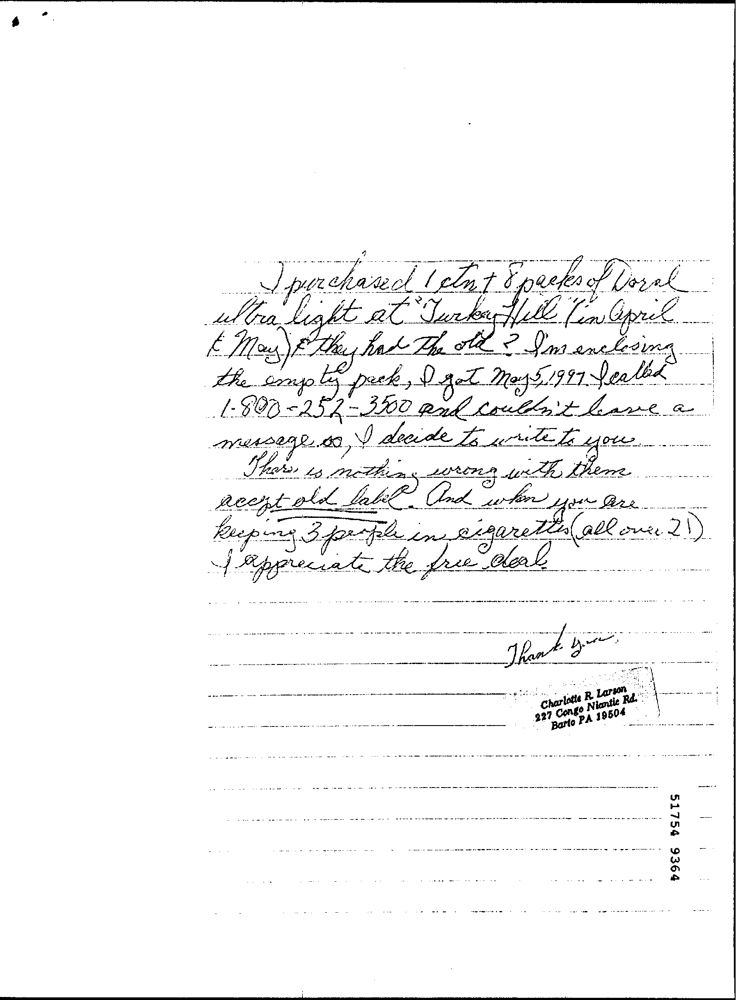 I purchased 1 ctn + 8 packs of Doral
ultra light at "Turkey Hill" (in April
& May) & they had the old? I'm enclosing
the empty pack, I got May 5, 1997 I called
1-800-252-3500 and couldn't leave a
message so, I decide to write to you.
Thar is nothing wrong with them
accept old label. And when you are
keeping 3 people in cigarettes (all over 21)
I appreciate the free deal.
Thank you,
Charlotte R. Larson
227 Congo Niantic Rd.
Barto PA 19504
51754 9364